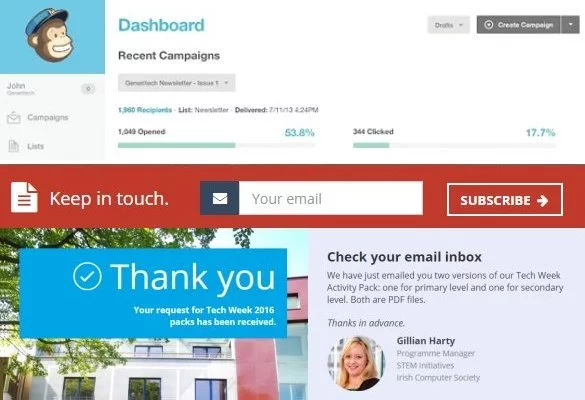 Dashboard
Drafts
Create Campaign
Recent Campaigns
John
Genentech
0
Genentech Newsletter - Issue 1
Campaigns
1,960 Recipients · List: Newsletter · Delivered: 7/11/13 4:24PM
1,049 Opened 53.8%
344 Clicked 17.7%
Lists
Keep in touch.
Your email
SUBSCRIBE
Thank you
Your request for Tech Week 2016
packs has been received.
Check your email inbox
We have just emailed you two versions of our Tech Week
Activity Pack: one for primary level and one for secondary
level. Both are PDF files.
Thanks in advance.
Gillian Harty
Programme Manager
STEM Initiatives
Irish Computer Society